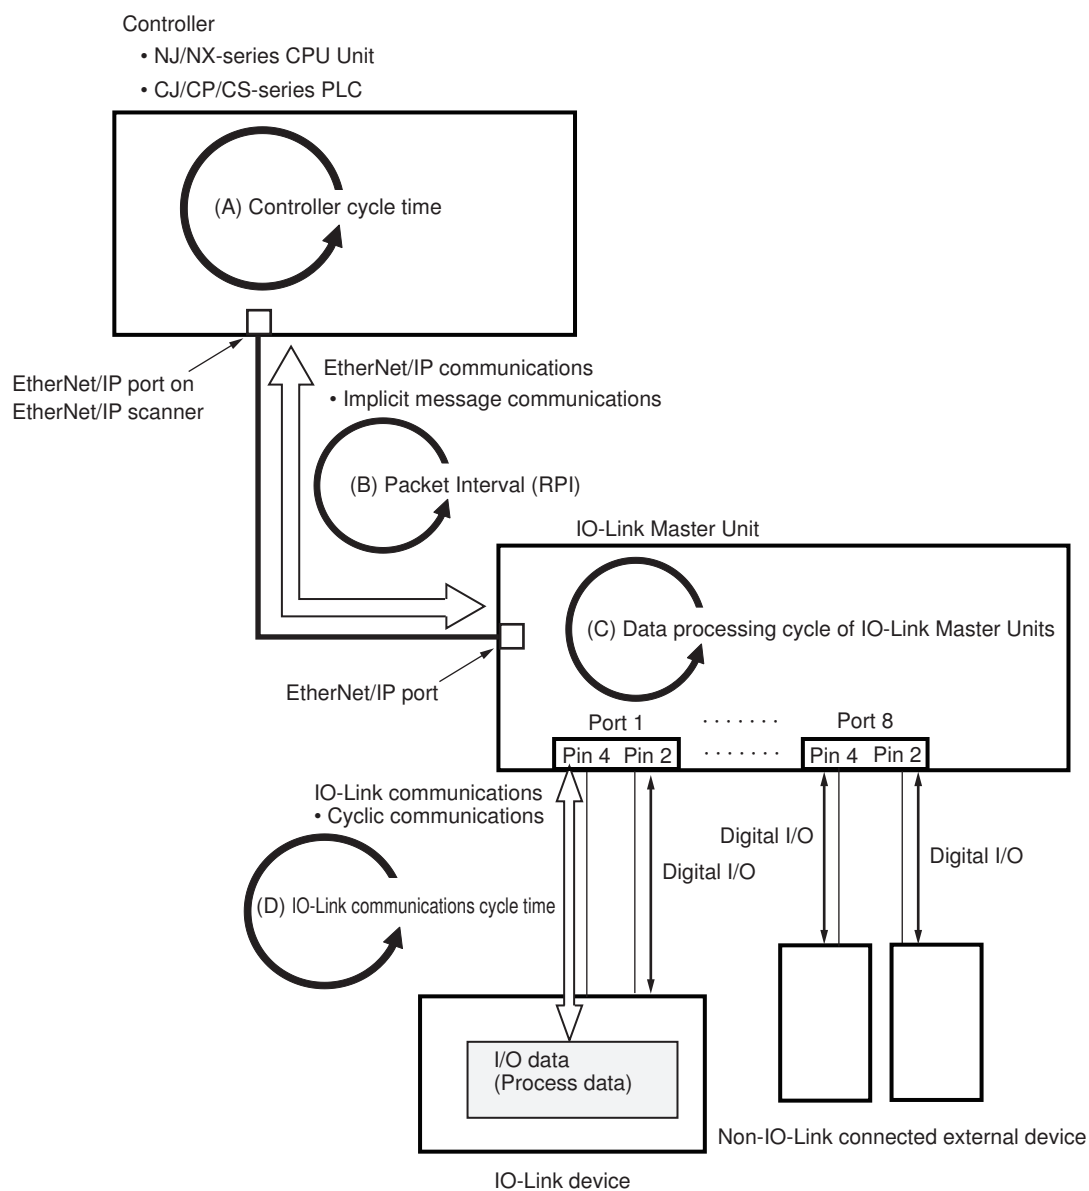 Controller
• NJ/NX-series CPU Unit
• CJ/CP/CS-series PLC
(A) Controller cycle time
EtherNet/IP port on
EtherNet/IP scanner
EtherNet/IP communications
• Implicit message communications
(B) Packet Interval (RPI)
IO-Link Master Unit
(C) Data processing cycle of IO-Link Master Units
EtherNet/IP port
Port 1 . . . . . . . Port 8
Pin 4 Pin 2 . . . . . . . Pin 4 Pin 2
IO-Link communications
• Cyclic communications
Digital I/O
Digital I/O
Digital I/O
(D) IO-Link communications cycle time
I/O data
(Process data)
Non-IO-Link connected external device
IO-Link device